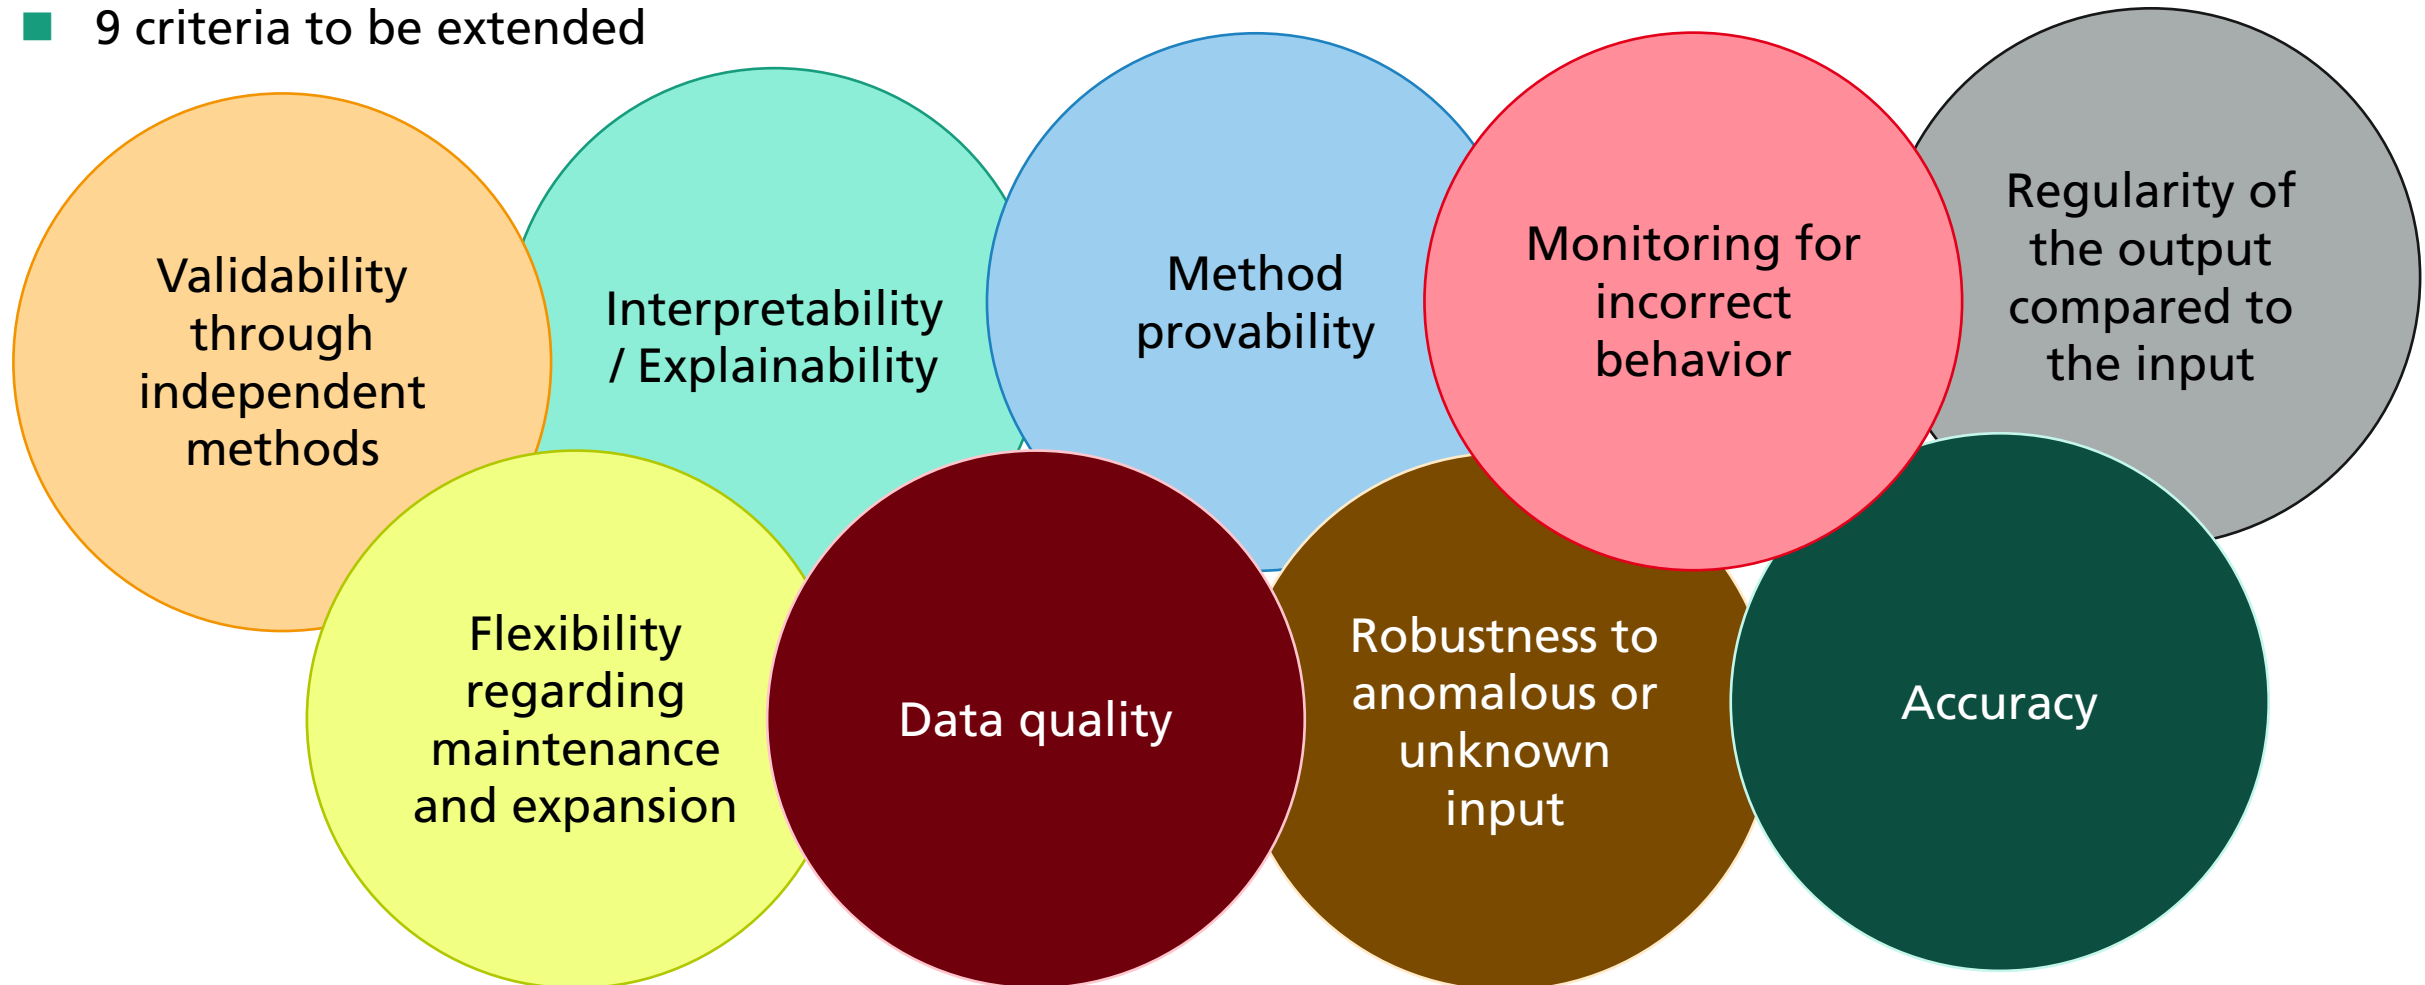 9 criteria to be extended
Validability
through
independent
methods
Interpretability
/ Explainability
Method
provability
Monitoring for
incorrect
behavior
Regularity of
the output
compared to
the input
Flexibility
regarding
maintenance
and expansion
Data quality
Robustness to
anomalous or
unknown
input
Accuracy